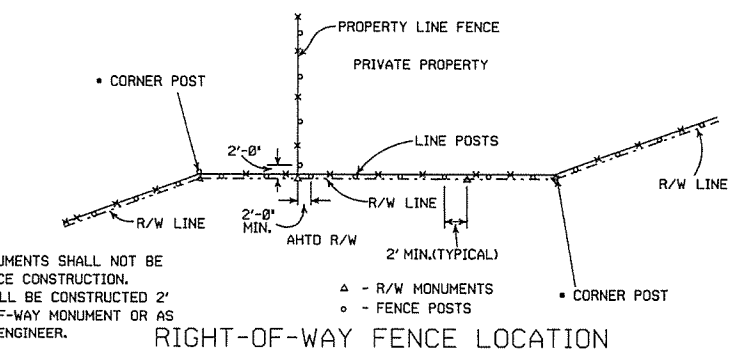 PROPERTY LINE FENCE
PRIVATE PROPERTY
▪ CORNER POST
LINE POSTS
2'-0"
R/W LINE
R/W LINE
R/W LINE
2'-0"
MIN.
AHTD R/W
2' MIN.(TYPICAL)
UMENTS SHALL NOT BE
CE CONSTRUCTION.
LL BE CONSTRUCTED 2'
F-WAY MONUMENT OR AS
ENGINEER.
△ - R/W MONUMENTS
o - FENCE POSTS
▪ CORNER POST
RIGHT-OF-WAY FENCE LOCATION